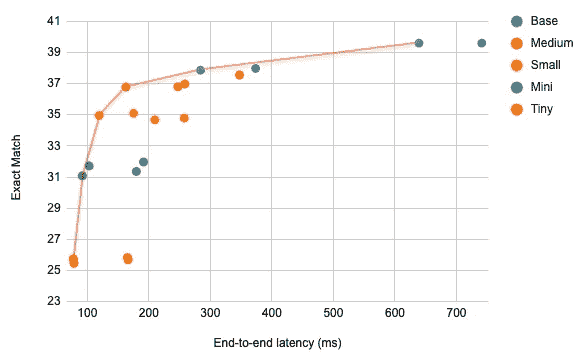 41
39
37
35
33
31
29
27
25
23
Exact Match
100 200 300 400 500 600 700
End-to-end latency (ms)
Base
Medium
Small
Mini
Tiny